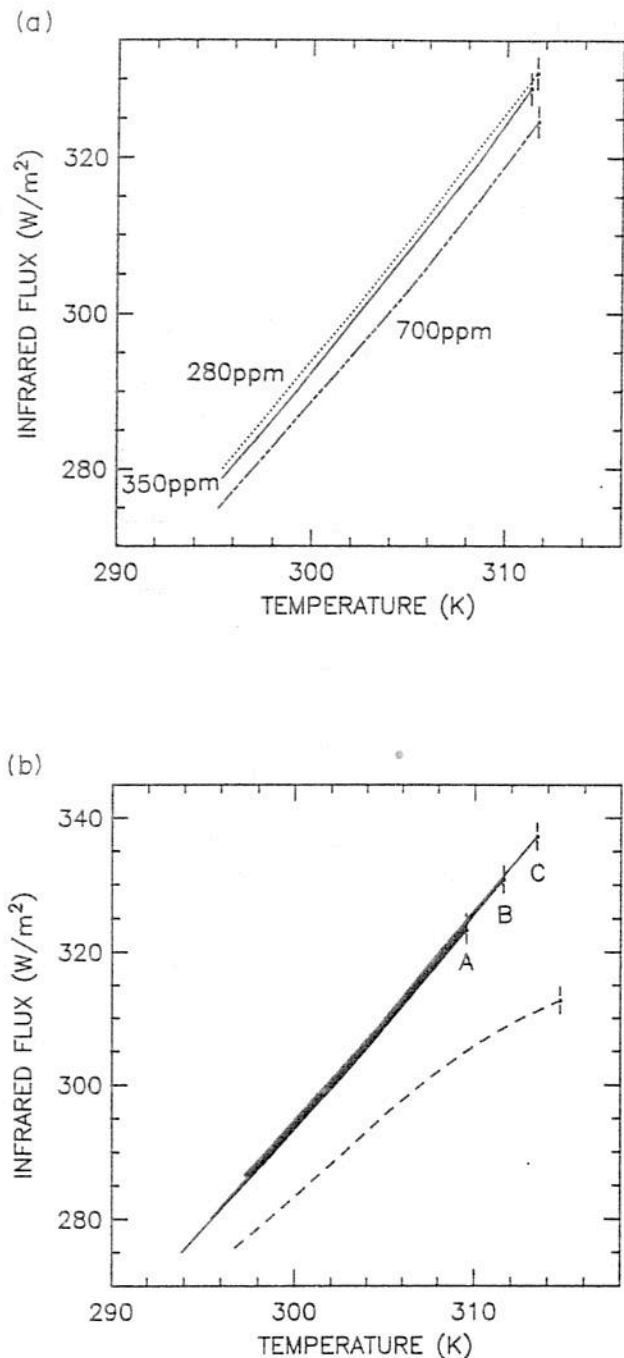 (a)
INFRARED FLUX (W/m²)
320
300
280
280ppm
700ppm
350ppm
290
300
310
TEMPERATURE (K)
(b)
INFRARED FLUX (W/m²)
340
320
300
280
C
B
A
290
300
310
TEMPERATURE (K)